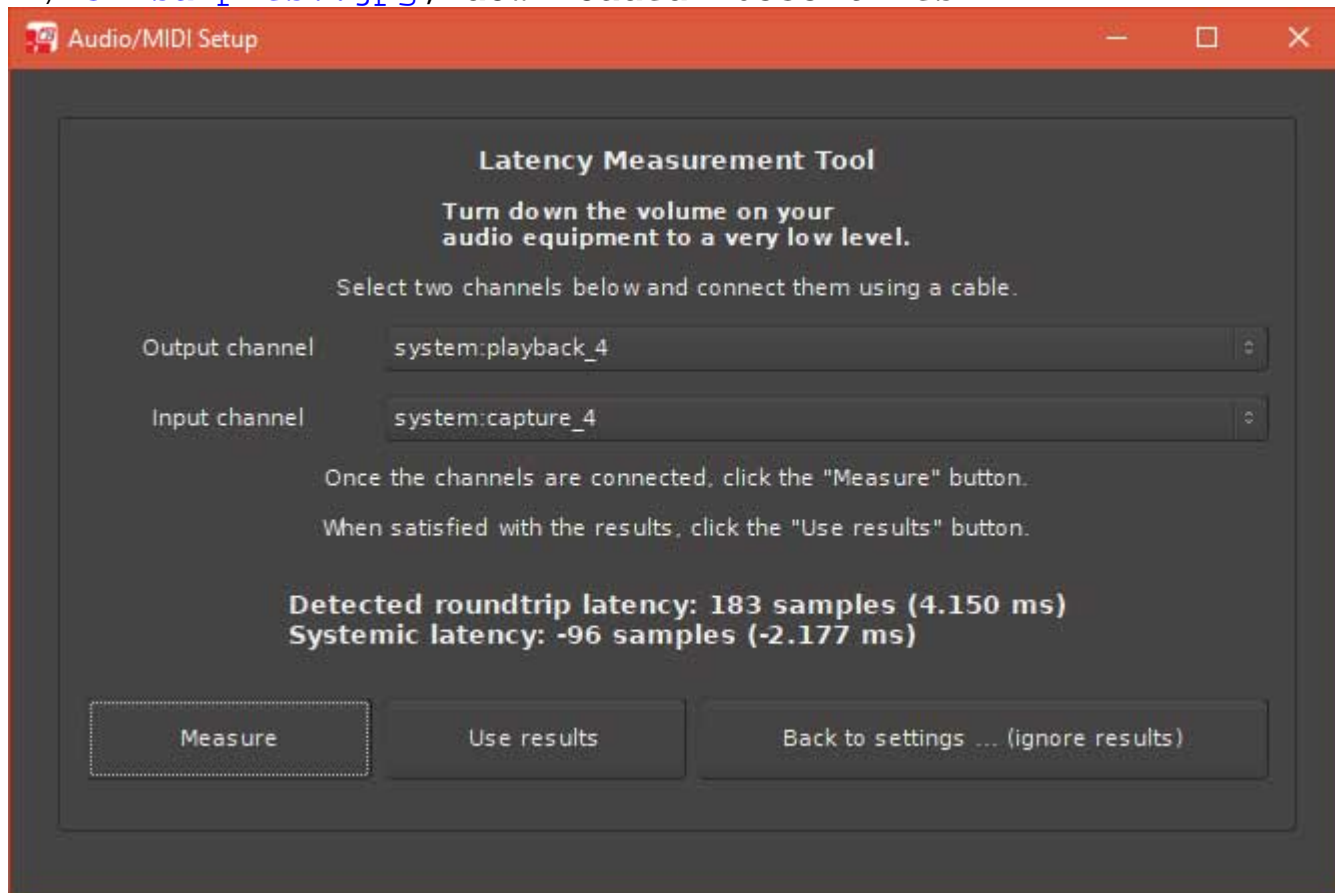 Audio/MIDI Setup
Latency Measurement Tool
Turn down the volume on your
audio equipment to a very low level.
Select two channels below and connect them using a cable.
Output channel system:playback_4
Input channel system:capture_4
Once the channels are connected, click the "Measure" button.
When satisfied with the results, click the "Use results" button.
Detected roundtrip latency: 183 samples (4.150 ms)
Systemic latency: -96 samples (-2.177 ms)
Measure Use results Back to settings ... (ignore results)